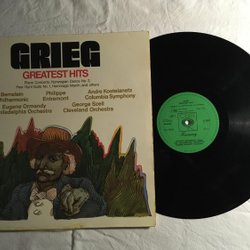 GRIEG
GREATEST HITS
Piano Concerto, Norwegian Dance No. 2,
Peer Gynt Suite No. 1, Homage March, and others
Bernstein
Philippe
Andre Kostelanetz
Philharmonic
Entremont
Columbia Symphony
Eugene Ormandy
George Szell
Philadelphia Orchestra
Cleveland Orchestra